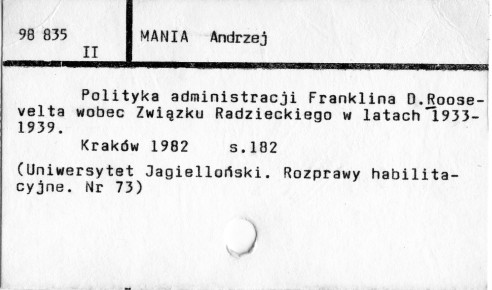 98 835
II
MANIA Andrzej
Polityka administracji Franklina D.Roose-
velta wobec Związku Radzieckiego w latach 1933-
1939.
Kraków 1982 s.182
(Uniwersytet Jagielloński. Rozprawy habilita-
cyjne. Nr 73)